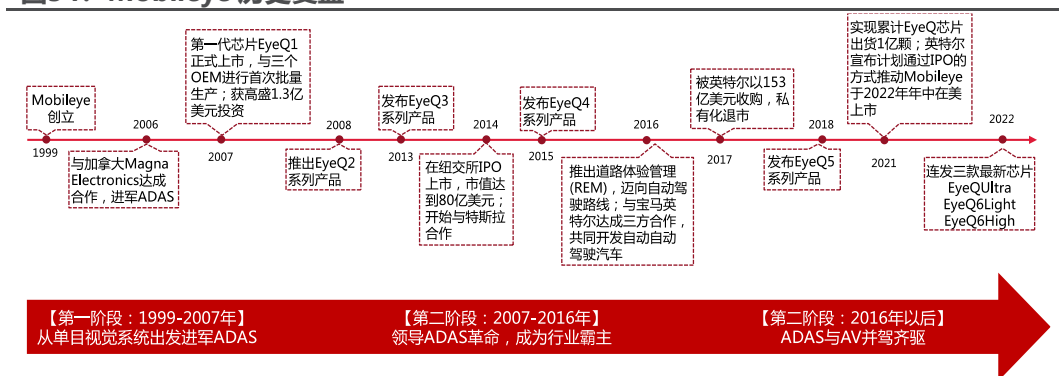 Mobileye
创立
1999
2006
与加拿大Magna
Electronics达成
合作，进军ADAS
第一代芯片EyeQ1
正式上市，与三个
OEM进行首次批量
生产；获高盛1.3亿
美元投资
2007
2008
推出EyeQ2
系列产品
发布EyeQ3
系列产品
2013
2014
在纽交所IPO
上市，市值达
到80亿美元；
开始与特斯拉
合作
发布EyeQ4
系列产品
2015
2016
推出道路体验管理
(REM)，迈向自动驾
驶路线；与宝马英
特尔达成三方合作，
共同开发自动自动
驾驶汽车
被英特尔以153
亿美元收购，私
有化退市
2017
2018
发布EyeQ5
系列产品
实现累计EyeQ芯片
出货1亿颗；英特尔
宣布计划通过IPO的
方式推动Mobileye
于2022年年中在美
上市
2021
2022
连发三款最新芯片
EyeQUltra
EyeQ6Light
EyeQ6High
【第一阶段：1999-2007年】
从单目视觉系统出发进军ADAS
【第二阶段：2007-2016年】
领导ADAS革命，成为行业霸主
【第二阶段：2016年以后】
ADAS与AV并驾齐驱